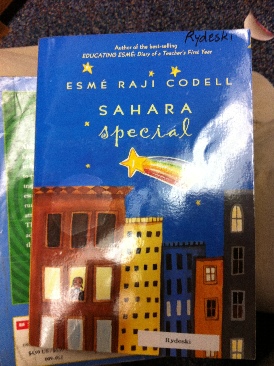 Rydeski
Author of the best-selling
EDUCATING ESMÉ: Diary of a Teacher's First Year
ESMÉ RAJI CODELL
SAHARA
special
Rydeski